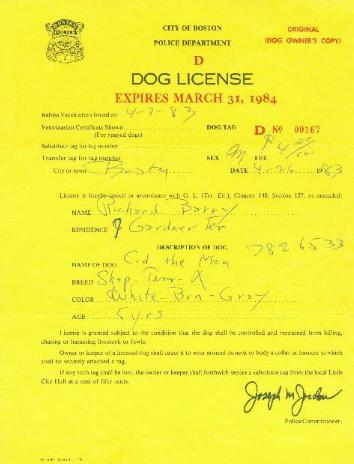 CITY OF BOSTON
POLICE DEPARTMENT
ORIGINAL
(DOG OWNER'S COPY)
D
DOG LICENSE
EXPIRES MARCH 31, 1984
Rabies Vaccination issued on 4-7-83
Veterinarian Certificate Shown
(For spayed dogs)
DOG TAG D No 00167
Substitute tag for tag number
Transfer tag for tag number
SEX M FEE $4
City or town Boston DATE 4-26 1983
License is hereby issued in accordance with G. L. (Ter. Ed.), Chapter 140, Section 137, as amended:
NAME Richard Barry
RESIDENCE 9 Gardner Ter
DESCRIPTION OF DOG
7826533
NAME OF DOG Cid the Man
BREED Shep-Terr-X
COLOR White-Brn-Gray
AGE 5 yrs
License is granted subject to the condition that the dog shall be controlled and restrained from killing,
chasing or harassing livestock or fowls.
Owner or keeper of a licensed dog shall cause it to wear around its neck or body a collar or harness to which
shall be securely attached a tag.
If any such tag shall be lost, the owner or keeper shall forthwith secure a substitute tag from the local Little
City Hall at a cost of fifty cents.
Joseph M Jordan
Police Commissioner.